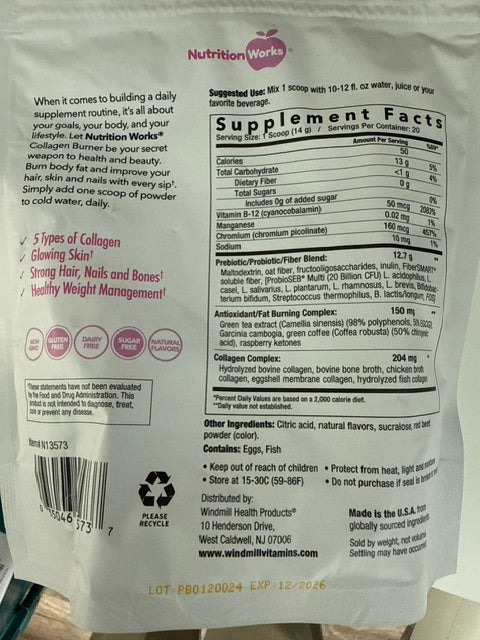 Nutrition Works
When it comes to building a daily
supplement routine, it's all about
your goals, your body, and your
lifestyle. Let Nutrition Works®
Collagen Burner be your secret
weapon to health and beauty.
Burn body fat and improve your
hair, skin and nails with every sip†.
Simply add one scoop of powder
to cold water, daily.
✓ 5 Types of Collagen
✓ Glowing Skin†
✓ Strong Hair, Nails and Bones†
✓ Healthy Weight Management†
NON GMO
GLUTEN FREE
DAIRY FREE
SUGAR FREE
NATURAL FLAVORS
†These statements have not been evaluated
by the Food and Drug Administration. This
product is not intended to diagnose, treat,
cure or prevent any disease.
Item# N13573
7
PLEASE
RECYCLE
Suggested Use: Mix 1 scoop with 10-12 fl. oz water, juice or your
favorite beverage.
Supplement Facts
Serving Size: 1 Scoop (14 g) / Servings Per Container: 20
Amount Per Serving %DV*
Calories 50
Total Carbohydrate 13 g 5%
Dietary Fiber <1 g 4%
Total Sugars 0 g
Includes 0g of added sugar 0%
Vitamin B-12 (cyanocobalamin) 50 mcg 2083%
Manganese 0.02 mg 1%
Chromium (chromium picolinate) 160 mcg 457%
Sodium 10 mg 1%
Prebiotic/Probiotic/Fiber Blend: 12.7 g **
Maltodextrin, oat fiber, fructooligosaccharides, inulin, FiberSMART®
soluble fiber, [ProbioSEB® Multi (20 Billion CFU) L. acidophilus, L.
casei, L. salivarius, L. plantarum, L. rhamnosus, L. brevis, Bifidobac-
terium bifidum, Streptococcus thermophilus, B. lactis/longum, FOS]
Antioxidant/Fat Burning Complex: 150 mg **
Green tea extract (Camellia sinensis) (98% polyphenols, 50% EGCG)
Garcinia cambogia, green coffee (Coffea robusta) (50% chlorogenic
acid), raspberry ketones
Collagen Complex: 204 mg
Hydrolyzed bovine collagen, bovine bone broth, chicken broth
collagen, eggshell membrane collagen, hydrolyzed fish collagen
*Percent Daily Values are based on a 2,000 calorie diet.
**Daily value not established.
Other Ingredients: Citric acid, natural flavors, sucralose, red beet
powder (color).
Contains: Eggs, Fish
• Keep out of reach of children • Protect from heat, light and moisture
• Store at 15-30C (59-86F) • Do not purchase if seal is broken
Distributed by:
Windmill Health Products®
10 Henderson Drive,
West Caldwell, NJ 07006
www.windmillvitamins.com
Made in the U.S.A. from
globally sourced ingredients
Sold by weight, not volume
Settling may have occurred
LOT PB0120024 EXP 12/2026